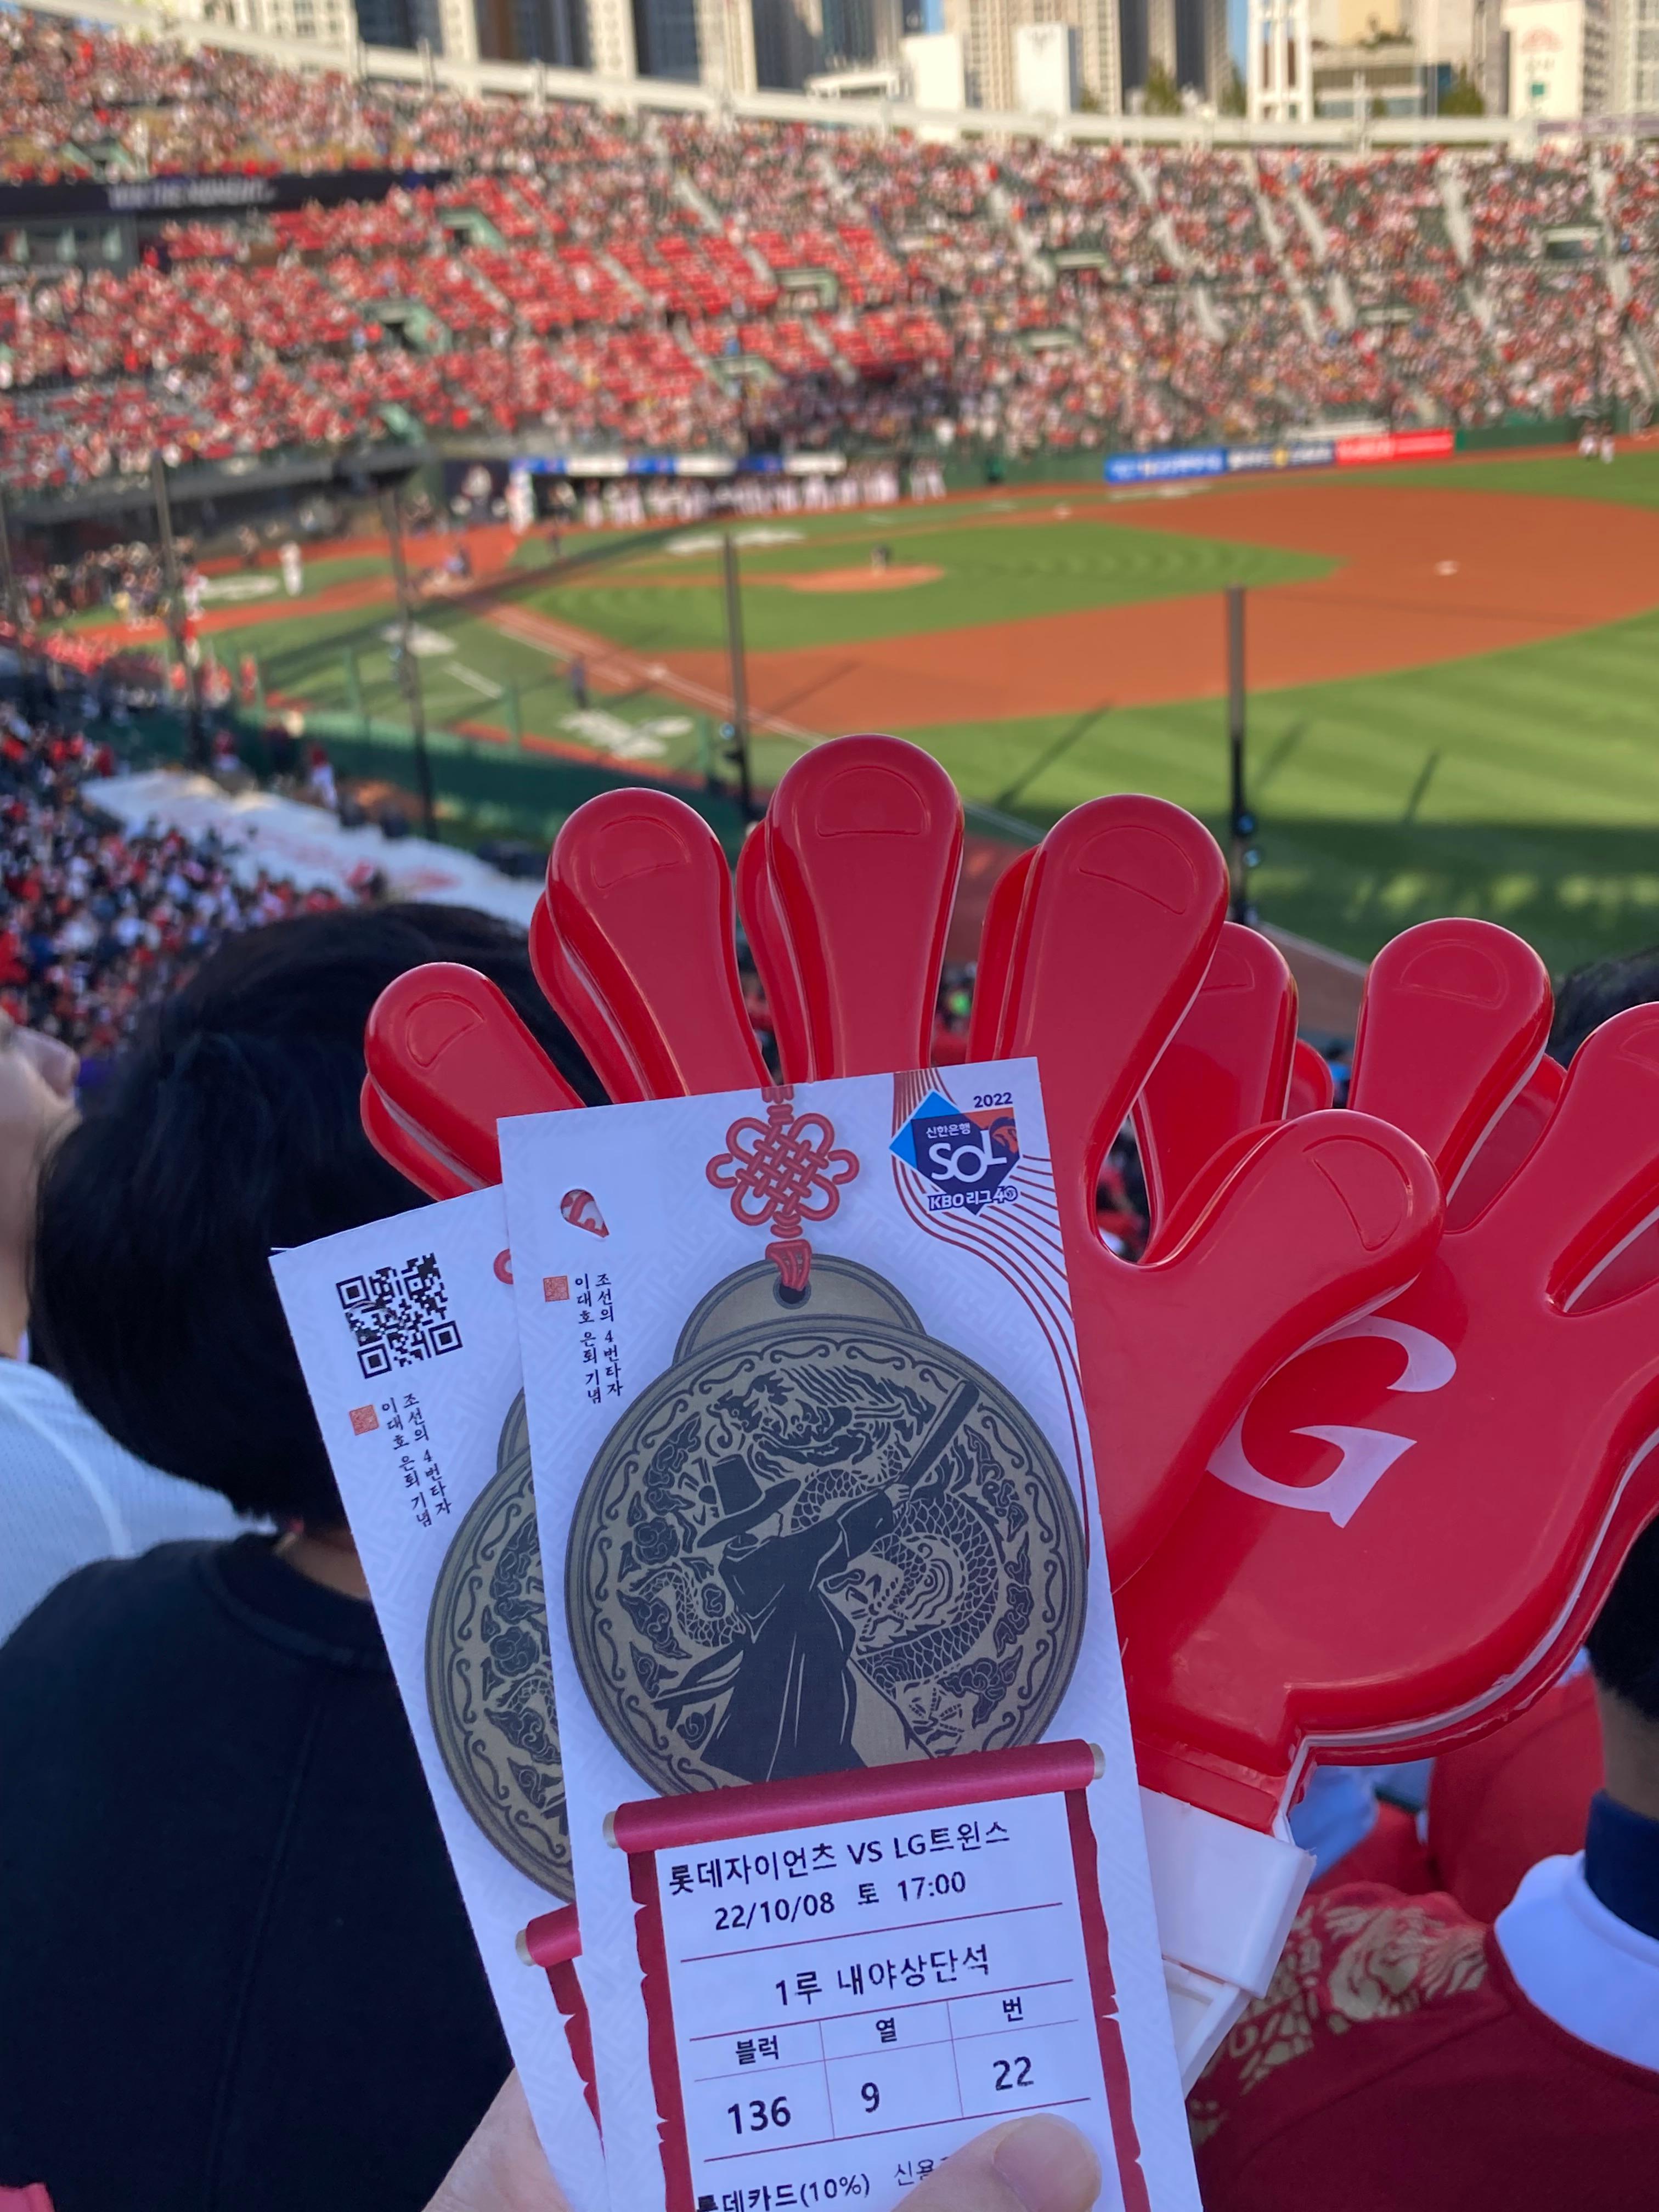 2022
신한은행
SOL
KBO 리그 40
조선의 4번타자
이대호 은퇴 기념
조선의 4번타자
이대호 은퇴 기념
롯데자이언츠 VS LG트윈스
22/10/08 토 17:00
1루 내야상단석
블럭 열 번
136 9 22
롯데카드(10%) 신용
G